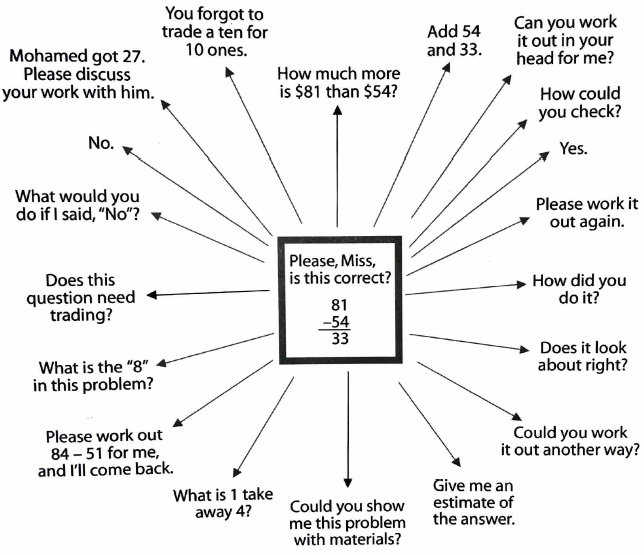 Please, Miss,
is this correct?
81
–54
33
How much more
is $81 than $54?
Add 54
and 33.
Can you work
it out in your
head for me?
How could
you check?
Yes.
Please work it
out again.
How did you
do it?
Does it look
about right?
Could you work
it out another way?
Give me an
estimate of
the answer.
Could you show
me this problem
with materials?
What is 1 take
away 4?
Please work out
84 – 51 for me,
and I'll come back.
What is the “8”
in this problem?
Does this
question need
trading?
What would you
do if I said, “No”?
No.
Mohamed got 27.
Please discuss
your work with him.
You forgot to
trade a ten for
10 ones.